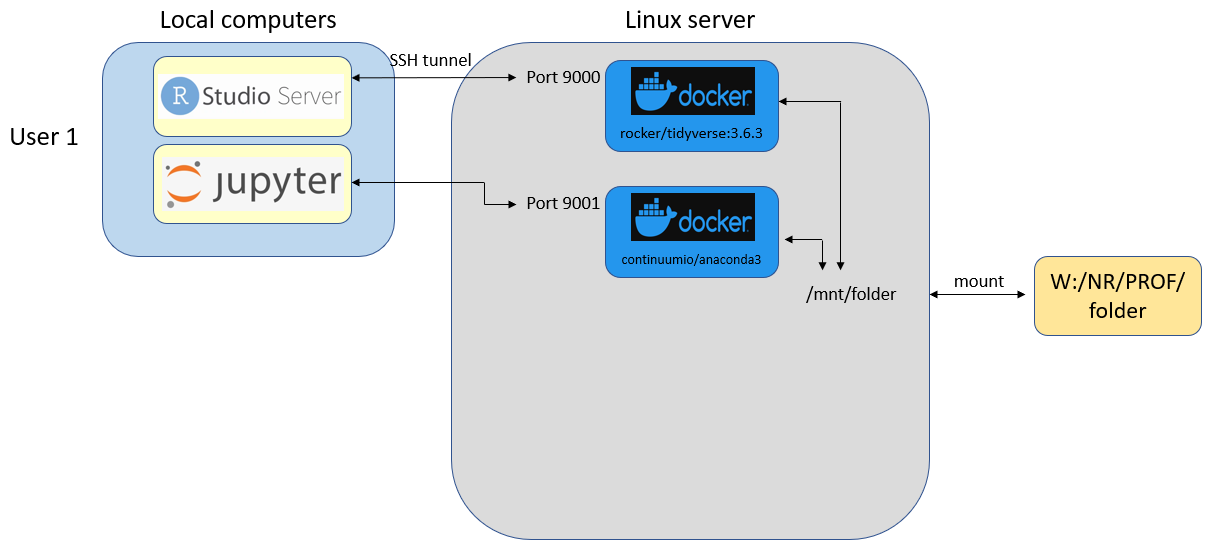 Local computers
Linux server
SSH tunnel
R Studio Server
Port 9000
docker
rocker/tidyverse:3.6.3
User 1
jupyter
Port 9001
docker
continuumio/anaconda3
/mnt/folder
mount
W:/NR/PROF/
folder